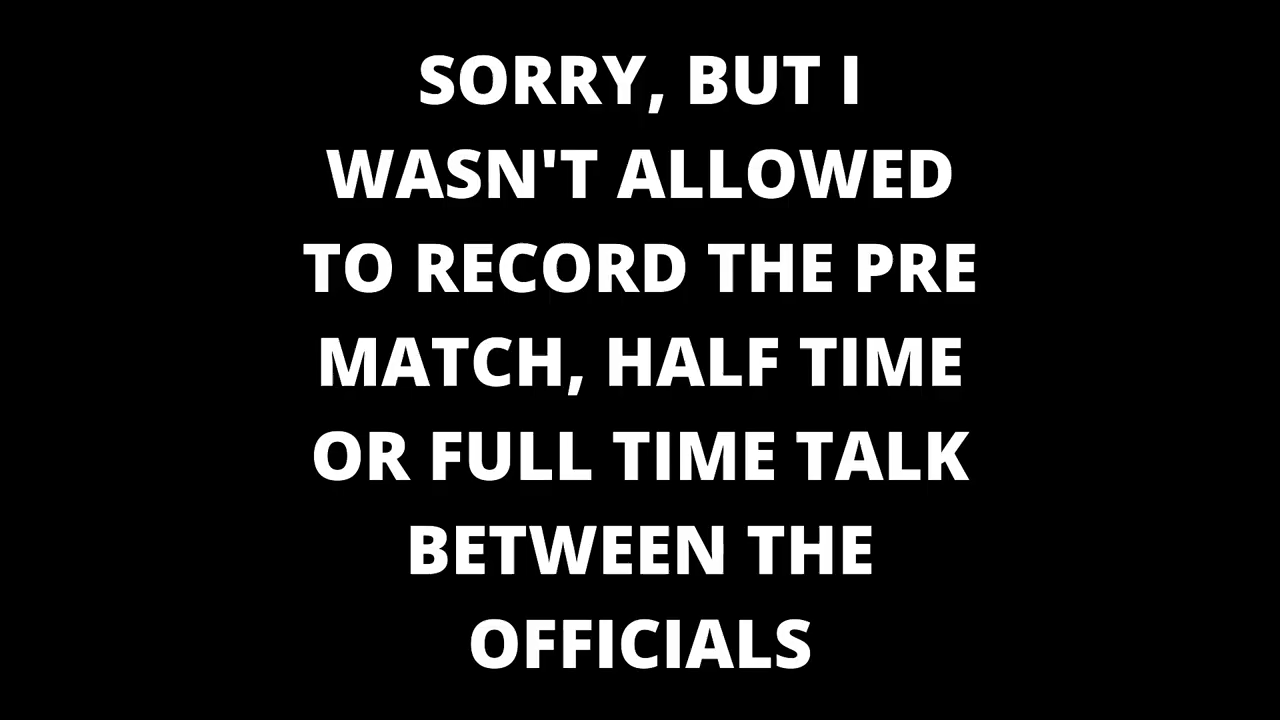 SORRY, BUT I
WASN'T ALLOWED
TO RECORD THE PRE
MATCH, HALF TIME
OR FULL TIME TALK
BETWEEN THE
OFFICIALS